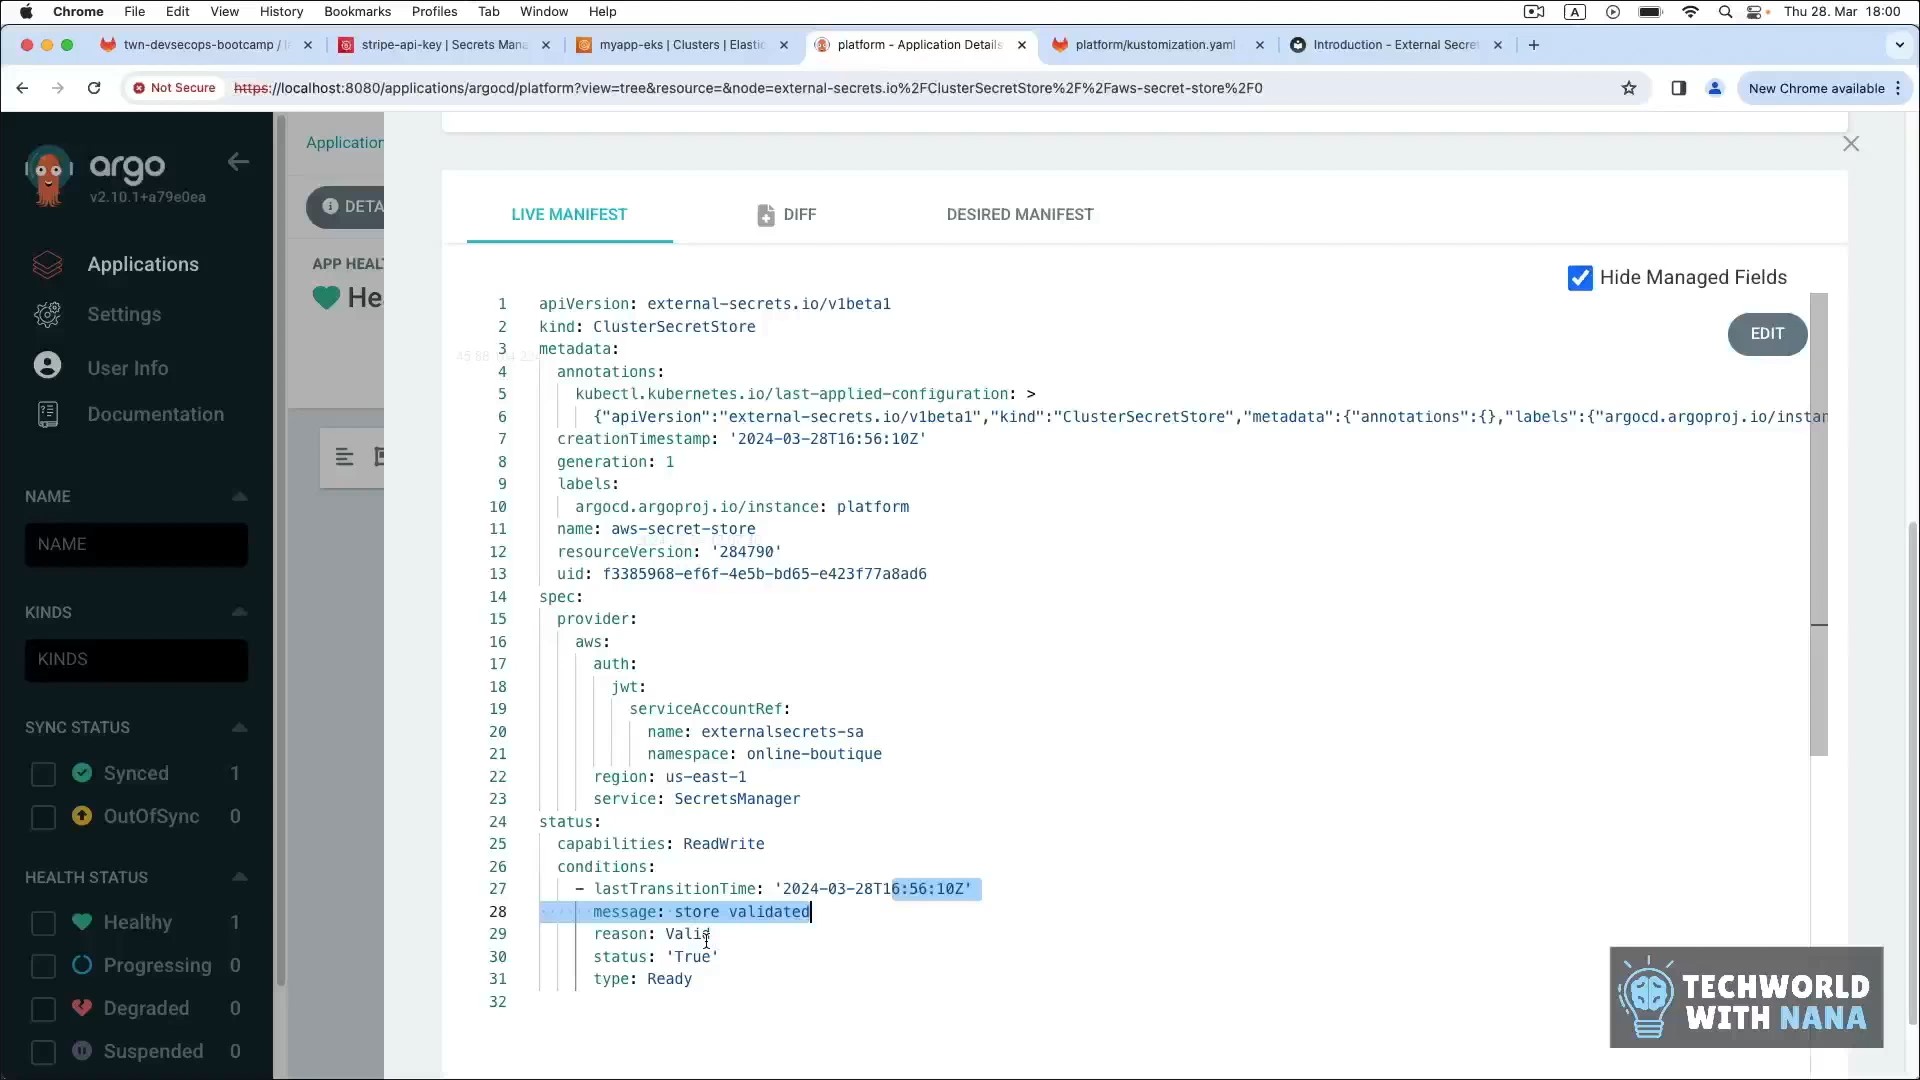 Chrome File Edit View History Bookmarks Profiles Tab Window Help A Thu 28. Mar 18:00
twn-devsecops-bootcamp / stripe-api-key | Secrets Mana myapp-eks | Clusters | Elastic platform - Application Details platform/kustomization.yaml Introduction - External Secret
Not Secure https://localhost:8080/applications/argocd/platform?view=tree&resource=&node=external-secrets.io%2FClusterSecretStore%2F%2Faws-secret-store%2F0 New Chrome available
argo
v2.10.1+a79e0ea
Applications
Settings
User Info
Documentation
NAME
NAME
KINDS
KINDS
SYNC STATUS
Synced 1
OutOfSync 0
HEALTH STATUS
Healthy 1
Progressing 0
Degraded 0
Suspended 0
Application
DETA
APP HEAL
He
LIVE MANIFEST DIFF DESIRED MANIFEST
Hide Managed Fields
EDIT
1 apiVersion: external-secrets.io/v1beta1
2 kind: ClusterSecretStore
3 metadata:
4 annotations:
5 kubectl.kubernetes.io/last-applied-configuration: >
6 {"apiVersion":"external-secrets.io/v1beta1","kind":"ClusterSecretStore","metadata":{"annotations":{},"labels":{"argocd.argoproj.io/instan
7 creationTimestamp: '2024-03-28T16:56:10Z'
8 generation: 1
9 labels:
10 argocd.argoproj.io/instance: platform
11 name: aws-secret-store
12 resourceVersion: '284790'
13 uid: f3385968-ef6f-4e5b-bd65-e423f77a8ad6
14 spec:
15 provider:
16 aws:
17 auth:
18 jwt:
19 serviceAccountRef:
20 name: externalsecrets-sa
21 namespace: online-boutique
22 region: us-east-1
23 service: SecretsManager
24 status:
25 capabilities: ReadWrite
26 conditions:
27 - lastTransitionTime: '2024-03-28T16:56:10Z'
28 message: store validated
29 reason: Valid
30 status: 'True'
31 type: Ready
32
TECHWORLD
WITH NANA